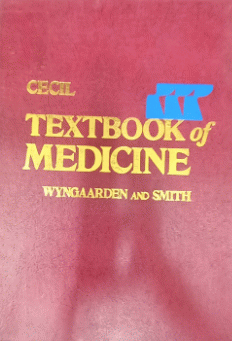 CECIL
TEXTBOOK of
MEDICINE
WYNGAARDEN AND SMITH